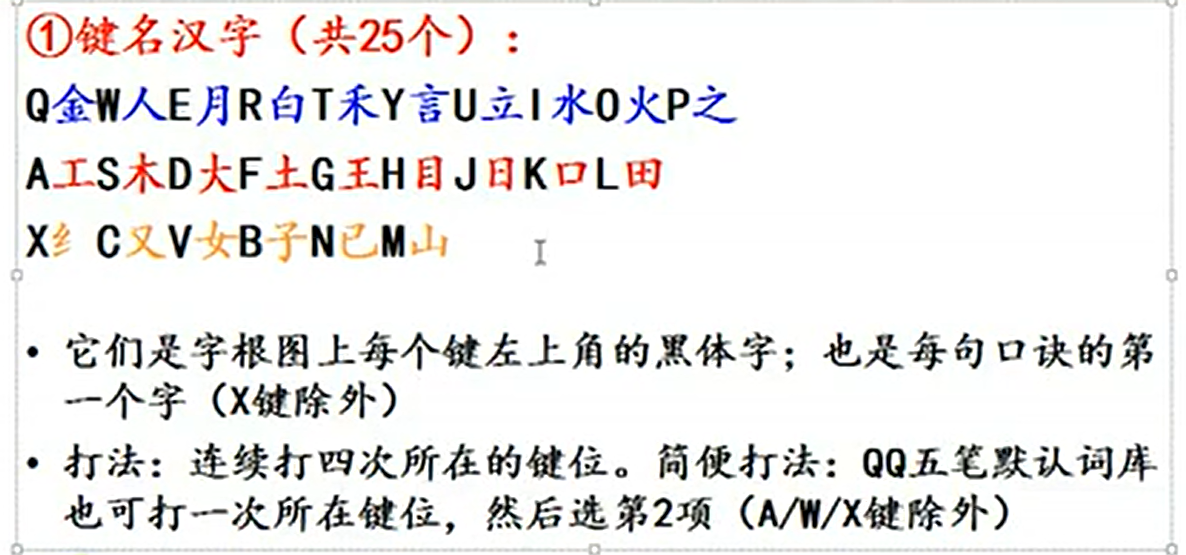 ①键名汉字（共25个）：
Q金W人E月R白T禾Y言U立I水O火P之
A工S木D大F土G王H目J日K口L田
X纟 C又V女B子N已M山
• 它们是字根图上每个键左上角的黑体字；也是每句口诀的第
一个字（X键除外）
• 打法：连续打四次所在的键位。简便打法：QQ五笔默认词库
也可打一次所在键位，然后选第2项（A/W/X键除外）